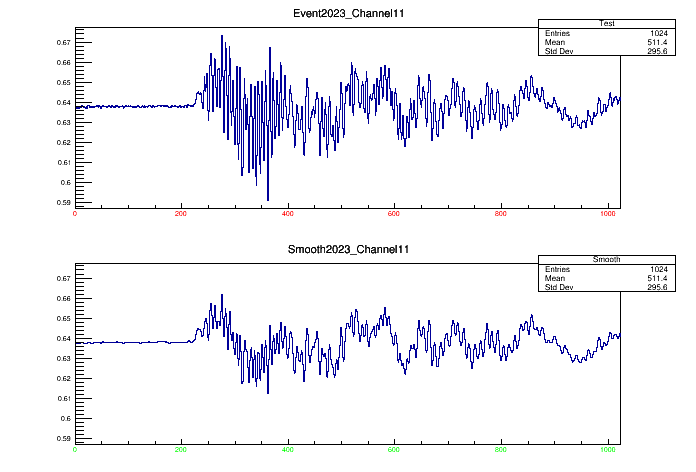 Event2023_Channel11
Test
Entries 1024
Mean 511.4
Std Dev 295.6
0.67
0.66
0.65
0.64
0.63
0.62
0.61
0.6
0.59
0 200 400 600 800 1000
Smooth2023_Channel11
Smooth
Entries 1024
Mean 511.4
Std Dev 295.6
0.67
0.66
0.65
0.64
0.63
0.62
0.61
0.6
0.59
0 200 400 600 800 1000